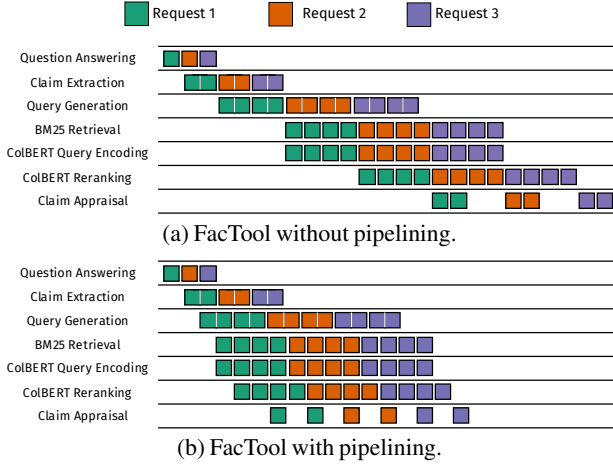 Request 1 Request 2 Request 3
Question Answering
Claim Extraction
Query Generation
BM25 Retrieval
ColBERT Query Encoding
ColBERT Reranking
Claim Appraisal
(a) FacTool without pipelining.
Question Answering
Claim Extraction
Query Generation
BM25 Retrieval
ColBERT Query Encoding
ColBERT Reranking
Claim Appraisal
(b) FacTool with pipelining.